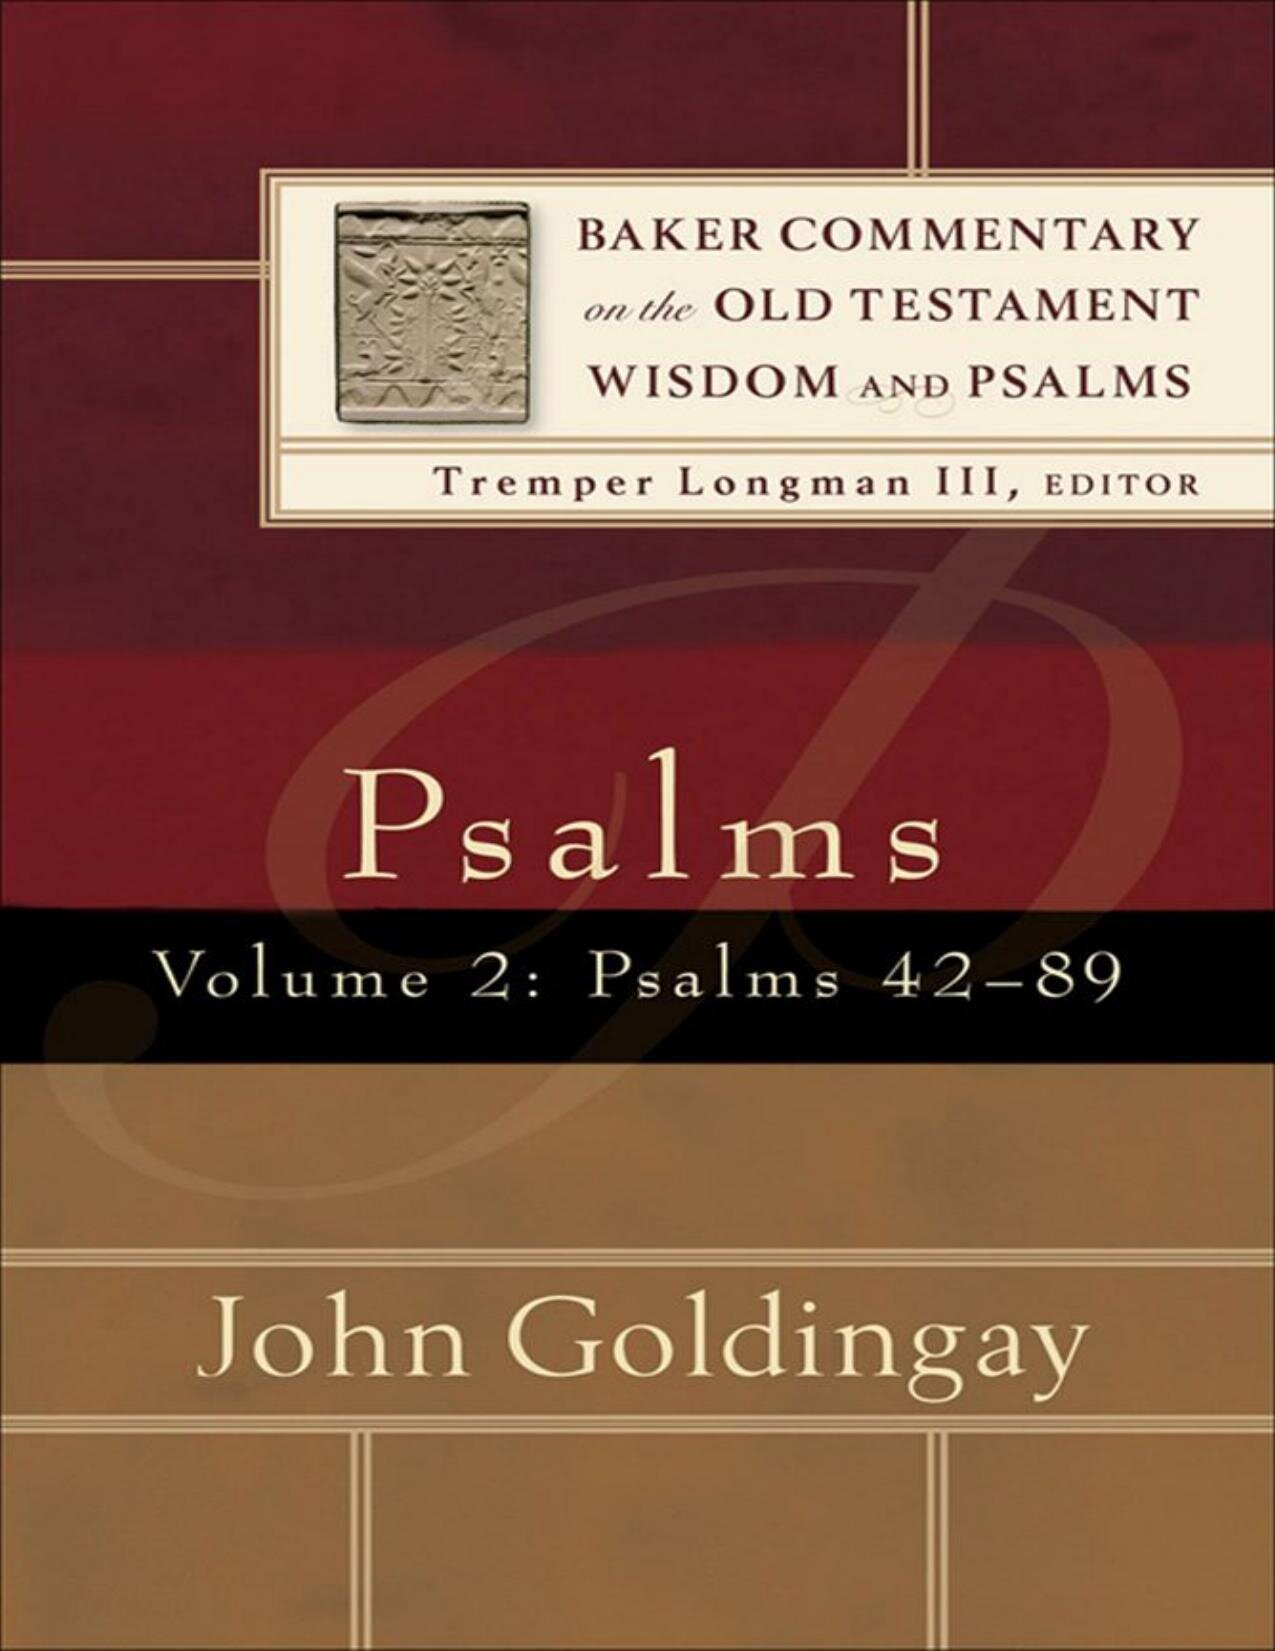 BAKER COMMENTARY
on the OLD TESTAMENT
WISDOM AND PSALMS
Tremper Longman III, EDITOR
Psalms
Volume 2: Psalms 42–89
John Goldingay